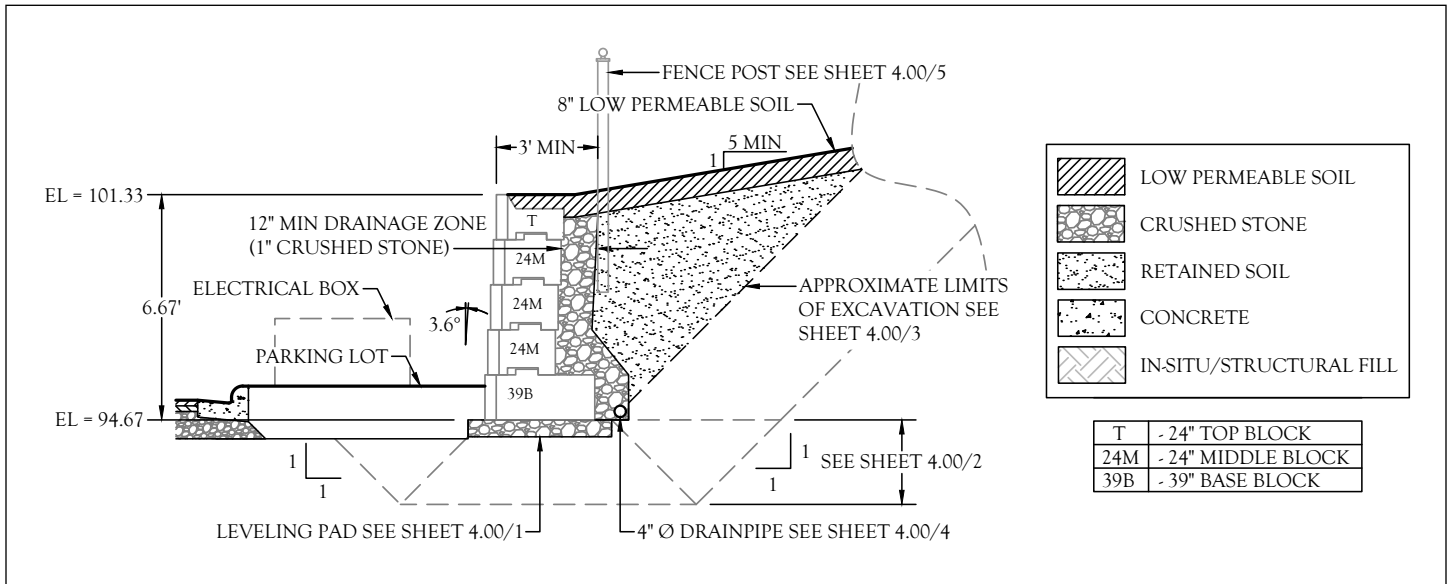 FENCE POST SEE SHEET 4.00/5
8" LOW PERMEABLE SOIL
3' MIN
5 MIN
1
EL = 101.33
12" MIN DRAINAGE ZONE
(1" CRUSHED STONE)
T
24M
ELECTRICAL BOX
6.67'
3.6°
24M
APPROXIMATE LIMITS
OF EXCAVATION SEE
SHEET 4.00/3
PARKING LOT
24M
39B
EL = 94.67
1
1
1
1
SEE SHEET 4.00/2
LEVELING PAD SEE SHEET 4.00/1
4" Ø DRAINPIPE SEE SHEET 4.00/4
LOW PERMEABLE SOIL
CRUSHED STONE
RETAINED SOIL
CONCRETE
IN-SITU/STRUCTURAL FILL
T - 24" TOP BLOCK
24M - 24" MIDDLE BLOCK
39B - 39" BASE BLOCK